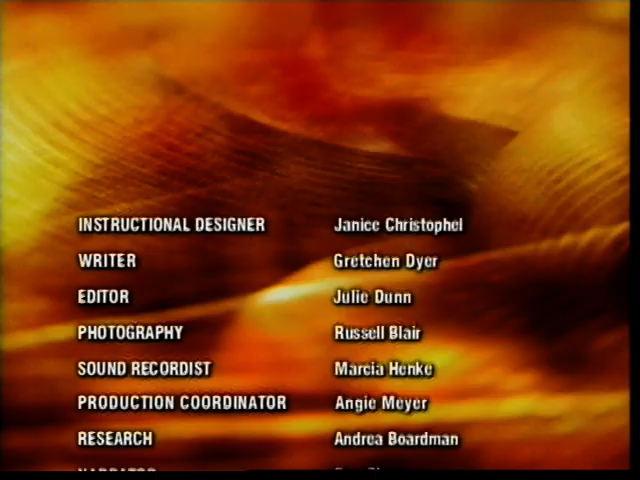 INSTRUCTIONAL DESIGNER Janice Christophel
WRITER Gretchen Dyer
EDITOR Julie Dunn
PHOTOGRAPHY Russell Blair
SOUND RECORDIST Marcia Henke
PRODUCTION COORDINATOR Angie Meyer
RESEARCH Andrea Boardman
NARRATOR